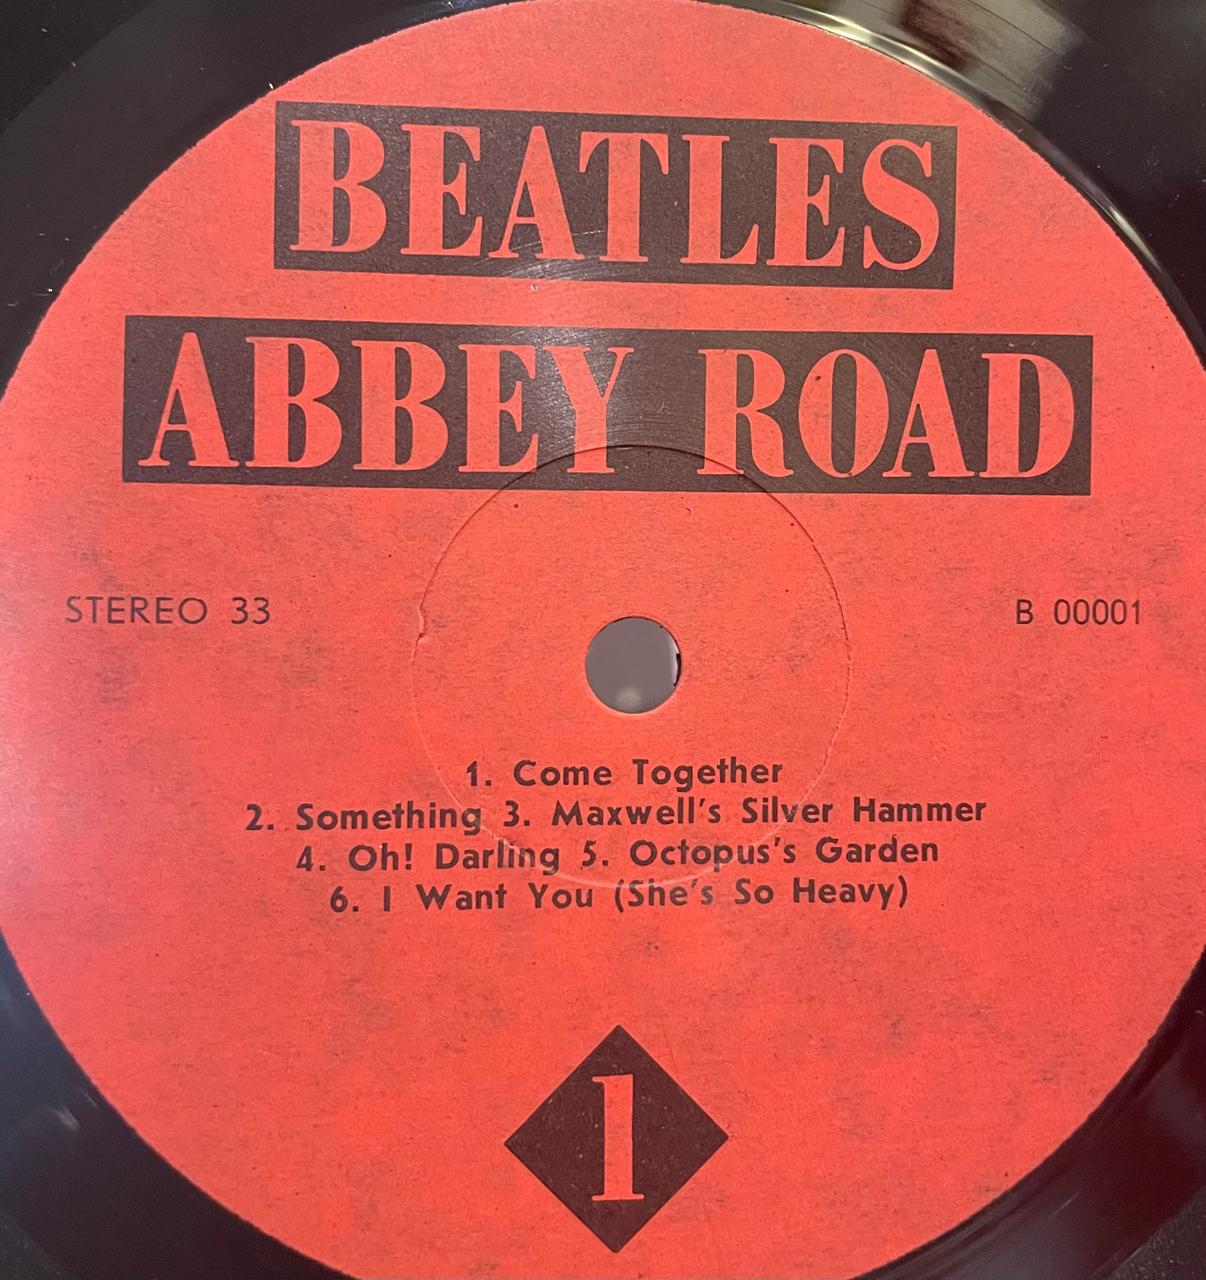 BEATLES
ABBEY ROAD
STEREO 33
B 00001
1. Come Together
2. Something 3. Maxwell's Silver Hammer
4. Oh! Darling 5. Octopus's Garden
6. I Want You (She's So Heavy)
1